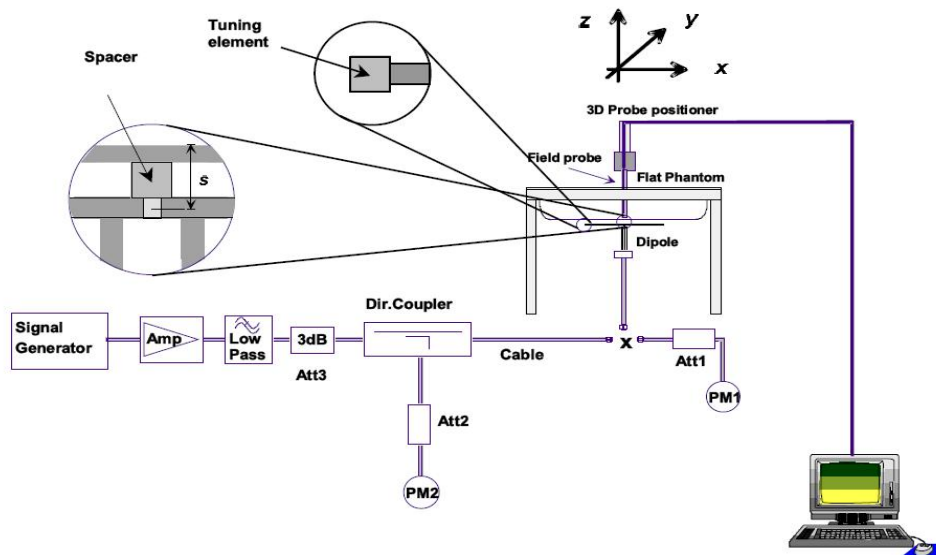 Tuning
element
Spacer
s
z
y
x
3D Probe positioner
Field probe
Flat Phantom
Dipole
Dir.Coupler
Signal
Generator
Amp
Low
Pass
3dB
Att3
Cable
x
Att1
PM1
Att2
PM2